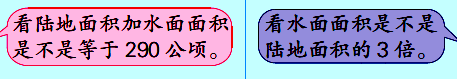 看陆地面积加水面面积
是不是等于290公顷。
看水面面积是不是
陆地面积的3倍。